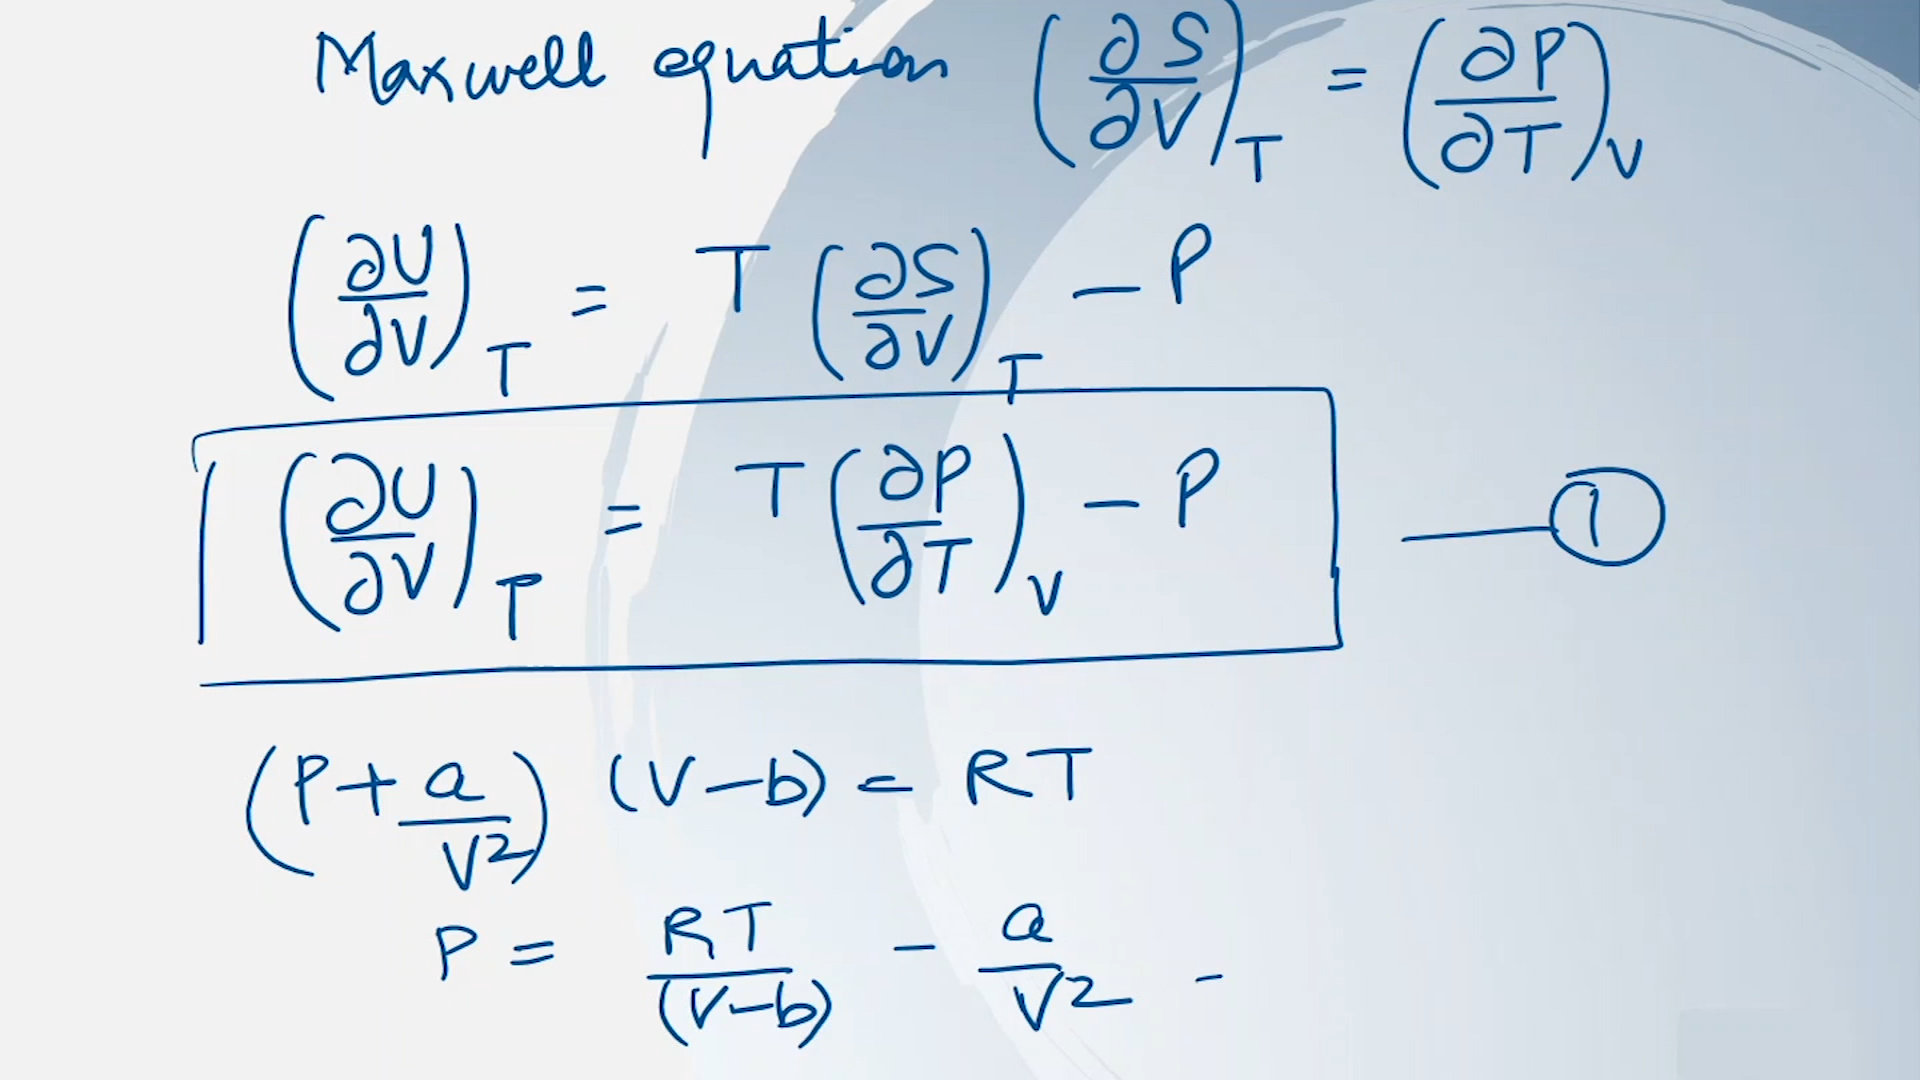 Maxwell equation (∂S/∂V)_T = (∂P/∂T)_V
(∂U/∂V)_T = T (∂S/∂V)_T − P
(∂U/∂V)_T = T (∂P/∂T)_V − P — ①
(P + a/V²) (V − b) = RT
P = RT/(V − b) − a/V² -